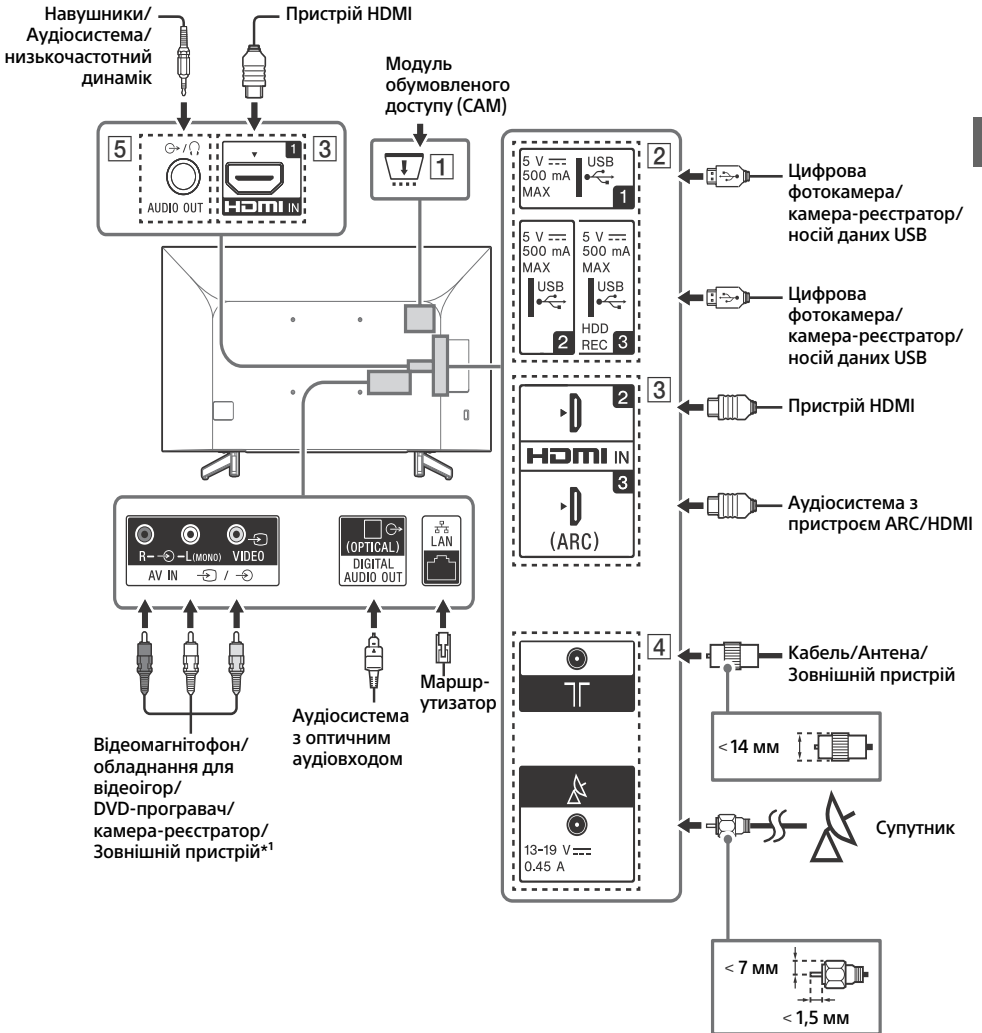 Навушники/
Аудіосистема/
низькочастотний
динамік
Пристрій HDMI
Модуль
обумовленого
доступу (CAM)
5
AUDIO OUT
1
3
HDMI IN
1
2
5 V
500 mA
MAX
USB
1
5 V
500 mA
MAX
USB
2
5 V
500 mA
MAX
USB
HDD
REC 3
Цифрова
фотокамера/
камера-реєстратор/
носій даних USB
Цифрова
фотокамера/
камера-реєстратор/
носій даних USB
3
2
HDMI IN
3
(ARC)
Пристрій HDMI
Аудіосистема з
пристроєм ARC/HDMI
R-
-L(MONO)
VIDEO
AV IN
/
(OPTICAL)
DIGITAL
AUDIO OUT
LAN
Відеомагнітофон/
обладнання для
відеоігор/
DVD-програвач/
камера-реєстратор/
Зовнішній пристрій*1
Аудіосистема
з оптичним
аудіовходом
Маршр-
утизатор
4
Кабель/Антена/
Зовнішній пристрій
< 14 мм
13-19 V
0.45 A
Супутник
< 7 мм
< 1,5 мм